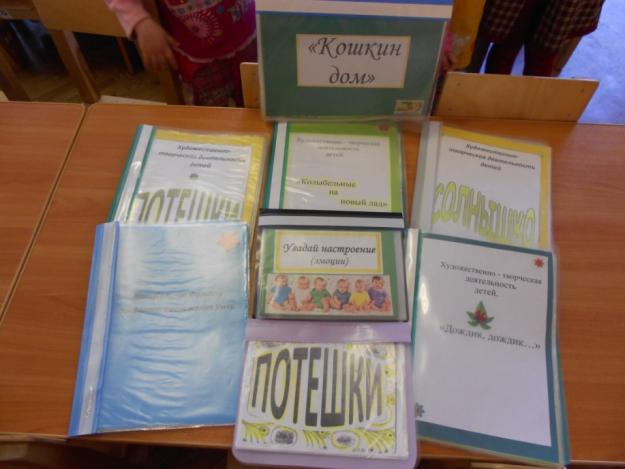 «Кошкин
дом»
Художественно-
творческая деятельность
детей
ПОТЕШКИ
Художественно - творческая
деятельность
детей.
«Колыбельные
на
новый лад»
Художественно-
творческая деятельность
детей
СОЛНЫШКО
Угадай настроение
(эмоции)
Художественно - творческая
деятельность
детей.
«Дождик, дождик...»
ПОТЕШКИ